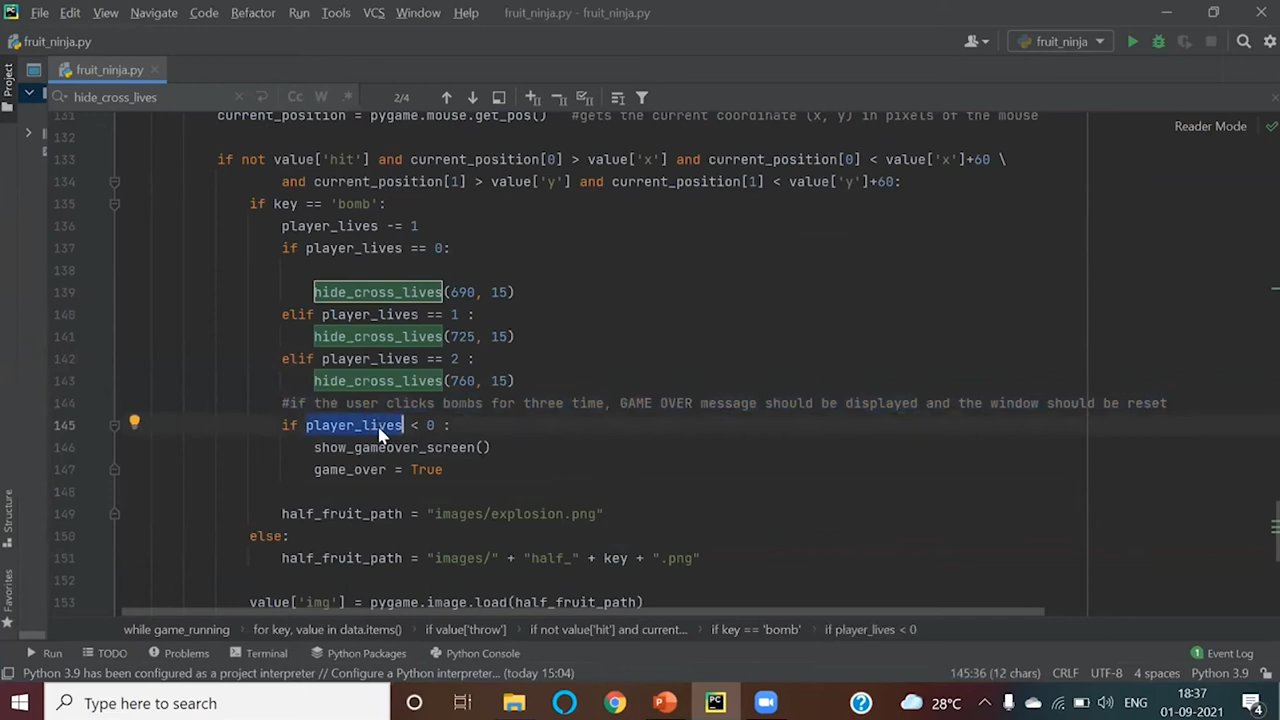 File Edit View Navigate Code Refactor Run Tools VCS Window Help fruit_ninja.py - fruit_ninja.py
fruit_ninja.py
fruit_ninja
Project
fruit_ninja.py
hide_cross_lives Cc W .* 2/4
Reader Mode
131 current_position = pygame.mouse.get_pos() #gets the current coordinate (x, y) in pixels of the mouse
132
133 if not value['hit'] and current_position[0] > value['x'] and current_position[0] < value['x']+60 \
134 and current_position[1] > value['y'] and current_position[1] < value['y']+60:
135 if key == 'bomb':
136 player_lives -= 1
137 if player_lives == 0:
138
139 hide_cross_lives(690, 15)
140 elif player_lives == 1 :
141 hide_cross_lives(725, 15)
142 elif player_lives == 2 :
143 hide_cross_lives(760, 15)
144 #if the user clicks bombs for three time, GAME OVER message should be displayed and the window should be reset
145 if player_lives < 0 :
146 show_gameover_screen()
147 game_over = True
148
149 half_fruit_path = "images/explosion.png"
150 else:
151 half_fruit_path = "images/" + "half_" + key + ".png"
152
153 value['img'] = pygame.image.load(half_fruit_path)
Structure
Favorites
while game_running for key, value in data.items() if value['throw'] if not value['hit'] and current... if key == 'bomb' if player_lives < 0
Run TODO Problems Terminal Python Packages Python Console 1 Event Log
Python 3.9 has been configured as a project interpreter // Configure a Python interpreter... (today 15:04) 145:36 (12 chars) CRLF UTF-8 4 spaces Python 3.9
Type here to search 28°C ENG 18:37
01-09-2021 4